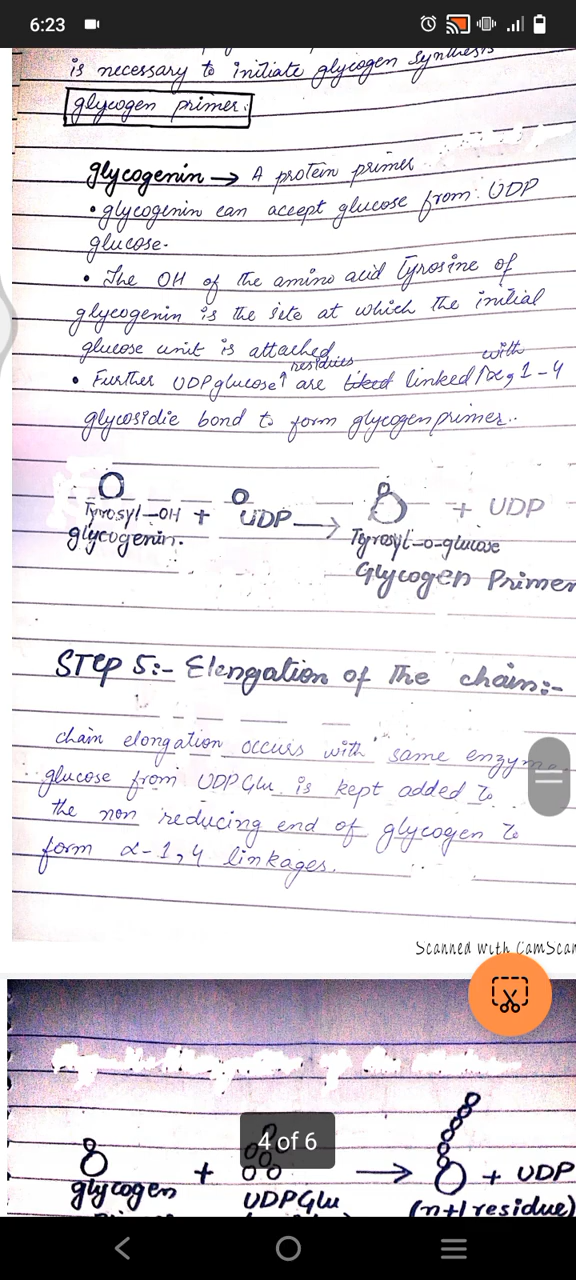 6:23
is necessary to initiate glycogen synthesis
glycogen primer.
glycogenin → A protein primer
• glycogenin can accept glucose from UDP
glucose.
• The OH of the amino acid Tyrosine of
glycogenin is the site at which the initial
glucose unit is attached
residues with
• Further UDP glucose are linked α, 1-4
glycosidic bond to form glycogen primer..
Tyrosyl-OH + UDP → + UDP
glycogenin. Tyrosyl-o-glucose
Glycogen Primer
STEP 5:- Elengation of The chain:-
chain elongation occurs with same enzyme
glucose from UDPGlu. is kept added to
the non reducing end of glycogen to
form α-1,4 linkages.
Scanned with CamScan
4 of 6
glycogen + UDPGlu → + UDP
(n+1 residue)